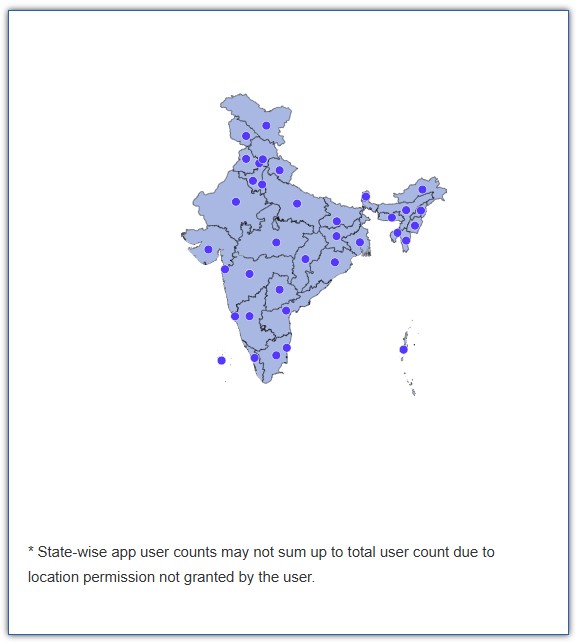 * State-wise app user counts may not sum up to total user count due to
location permission not granted by the user.